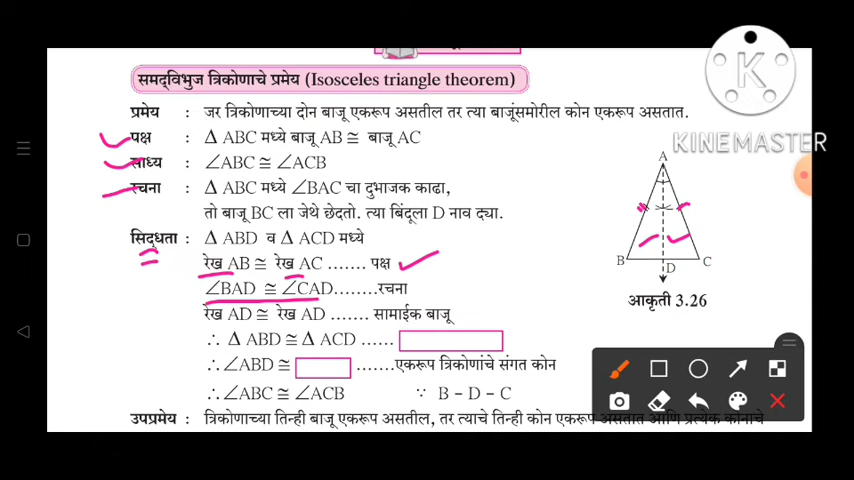 समद्विभुज त्रिकोणाचे प्रमेय (Isosceles triangle theorem)
प्रमेय : जर त्रिकोणाच्या दोन बाजू एकरूप असतील तर त्या बाजूंसमोरील कोन एकरूप असतात.
पक्ष : Δ ABC मध्ये बाजू AB ≅ बाजू AC
साध्य : ∠ABC ≅ ∠ACB
रचना : Δ ABC मध्ये ∠BAC चा दुभाजक काढा,
तो बाजू BC ला जेथे छेदतो. त्या बिंदूला D नाव द्या.
सिद्धता : Δ ABD व Δ ACD मध्ये
रेख AB ≅ रेख AC ....... पक्ष
∠BAD ≅ ∠CAD........रचना
रेख AD ≅ रेख AD ....... सामाईक बाजू
∴ Δ ABD ≅ Δ ACD ......
∴ ∠ABD ≅ .......एकरूप त्रिकोणांचे संगत कोन
∴ ∠ABC ≅ ∠ACB ∵ B - D - C
उपप्रमेय : त्रिकोणाच्या तिन्ही बाजू एकरूप असतील, तर त्याचे तिन्ही कोन एकरूप असतात आणि प्रत्येक कोनाचे
A
B
D
C
आकृती 3.26
K
KINEMASTER